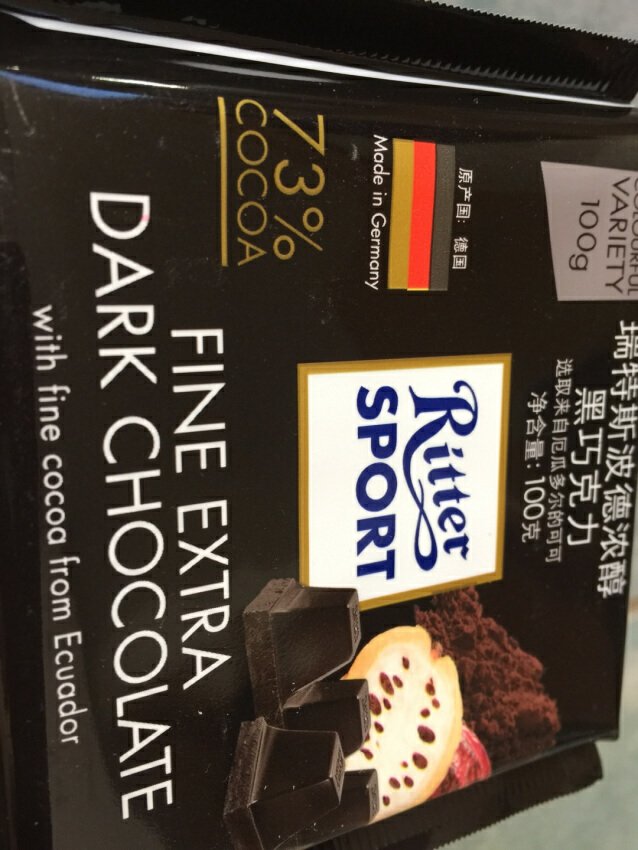 COLOURFUL
VARIETY
100g
瑞特斯波德浓醇
黑巧克力
选取来自厄瓜多尔的可可
净含量: 100克
原产国: 德国
Made in Germany
Ritter
SPORT
73%
COCOA
FINE EXTRA
DARK CHOCOLATE
with fine cocoa from Ecuador